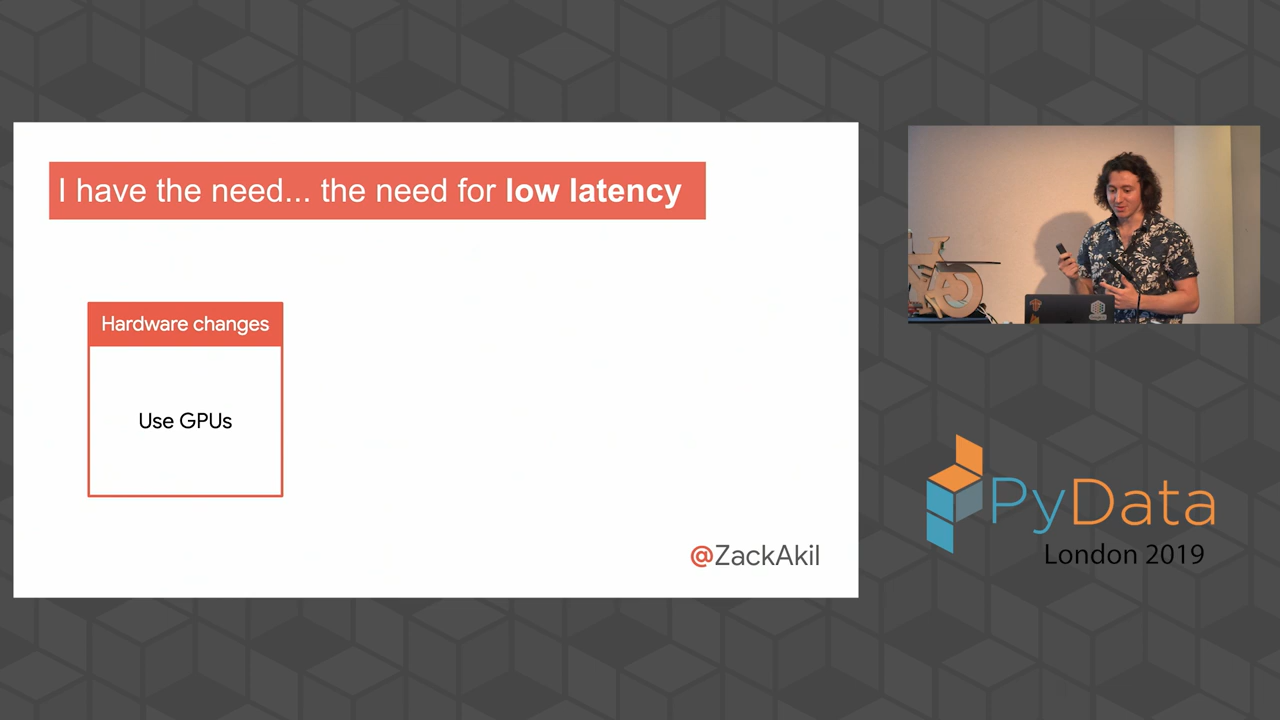 I have the need... the need for low latency
Hardware changes
Use GPUs
@ZackAkil
PyData
London 2019